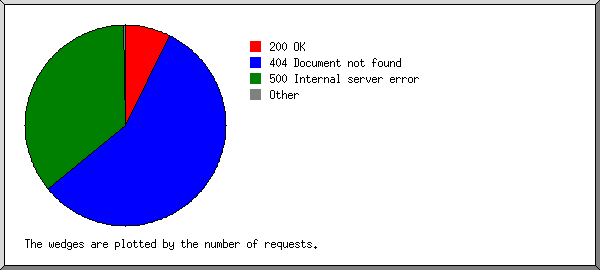 200 OK
404 Document not found
500 Internal server error
Other
The wedges are plotted by the number of requests.